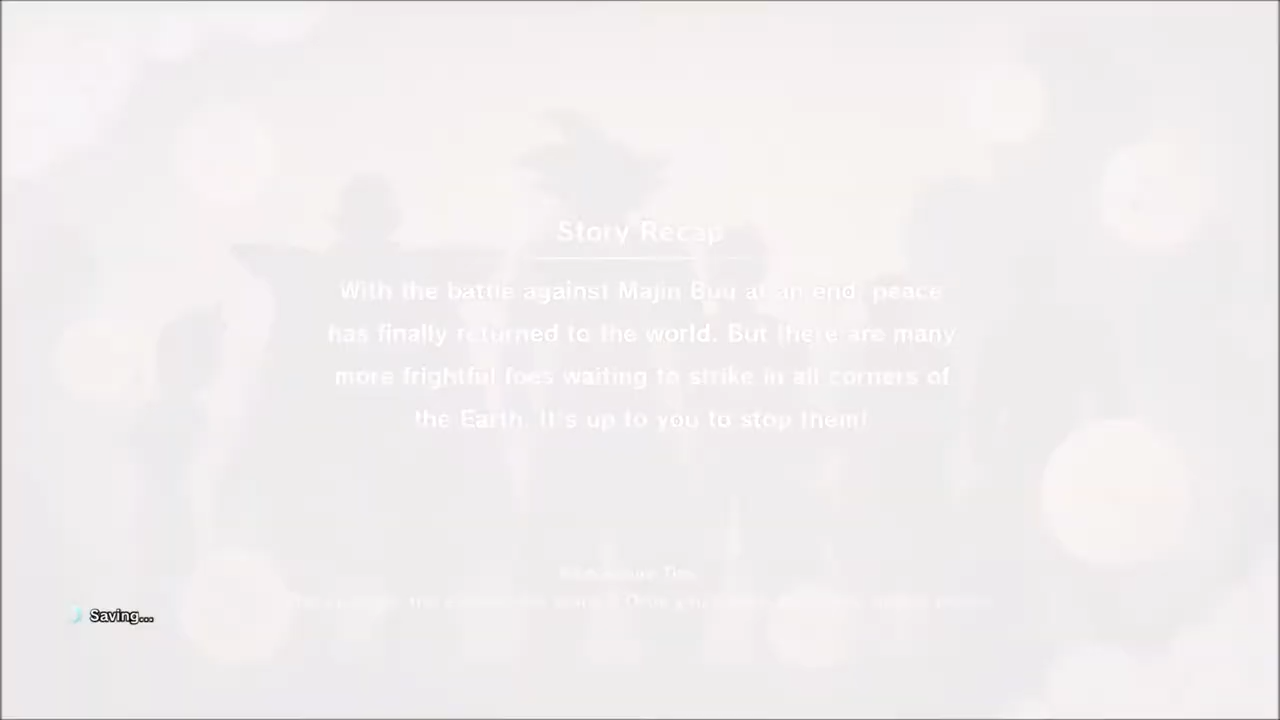 Story Recap
With the battle against Majin Buu at an end, peace
has finally returned to the world. But there are many
more frightful foes waiting to strike in all corners of
the Earth. It's up to you to stop them!
Saving...